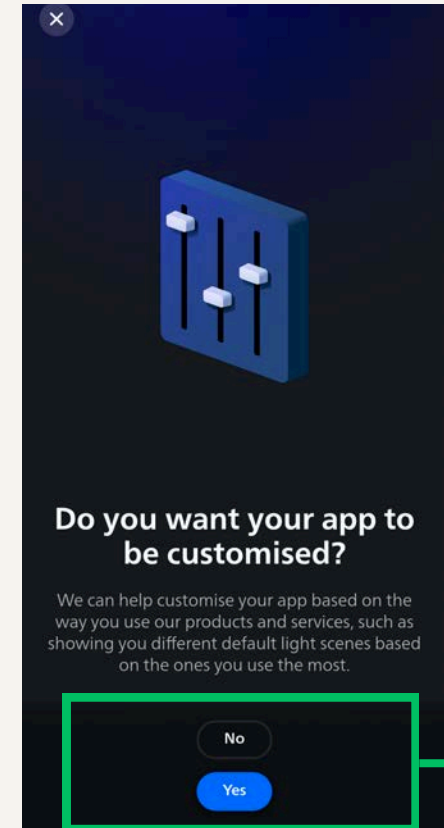 Do you want your app to
be customised?
We can help customise your app based on the
way you use our products and services, such as
showing you different default light scenes based
on the ones you use the most.
No
Yes